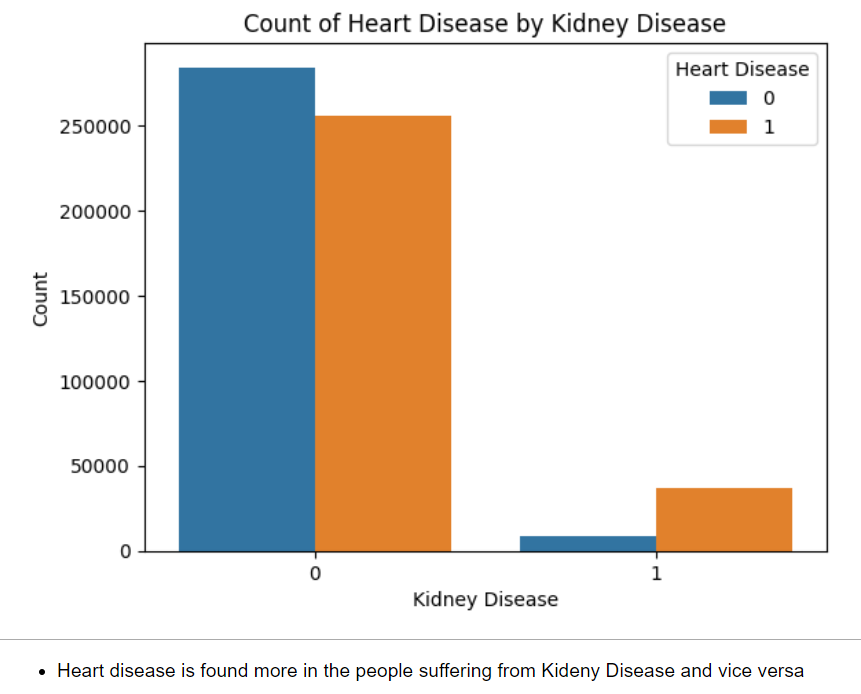 Count of Heart Disease by Kidney Disease
Heart Disease
0
1
250000
200000
150000
100000
50000
0
Count
0 1
Kidney Disease
• Heart disease is found more in the people suffering from Kideny Disease and vice versa